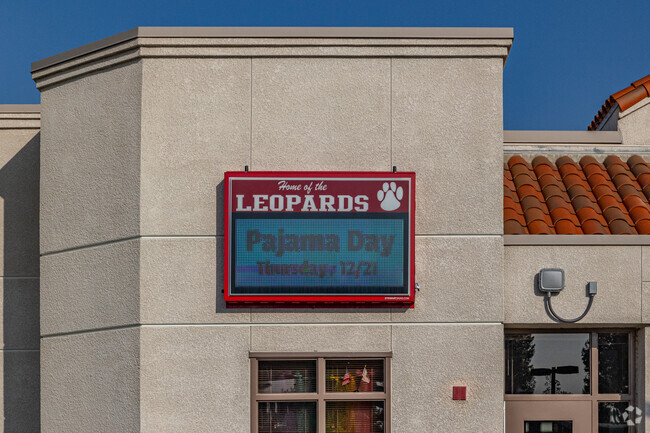 Home of the
LEOPARDS
Pajama Day
Thursday - 12/21